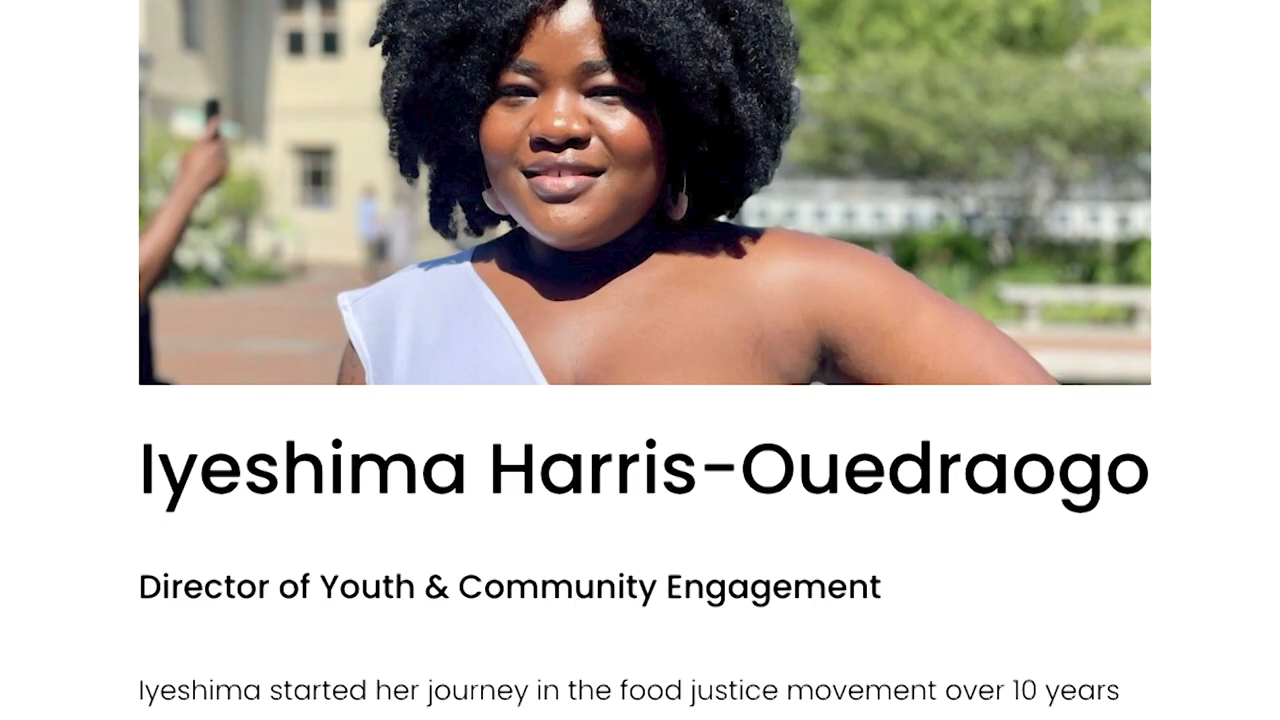 Iyeshima Harris-Ouedraogo
Director of Youth & Community Engagement
Iyeshima started her journey in the food justice movement over 10 years